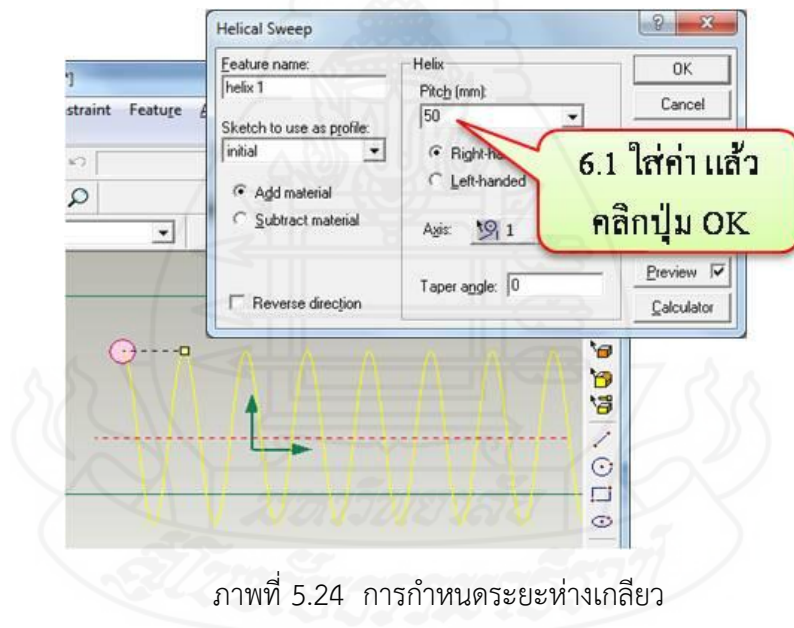 Helical Sweep
Feature name:
helix 1
Sketch to use as profile:
initial
Add material
Subtract material
Reverse direction
Helix
Pitch (mm):
50
Right-ha
Left-handed
Axis: 1
Taper angle: 0
OK
Cancel
Preview
Calculator
straint Feature
6.1 ใส่ค่า แล้ว
คลิกปุ่ม OK
ภาพที่ 5.24 การกำหนดระยะห่างเกลียว